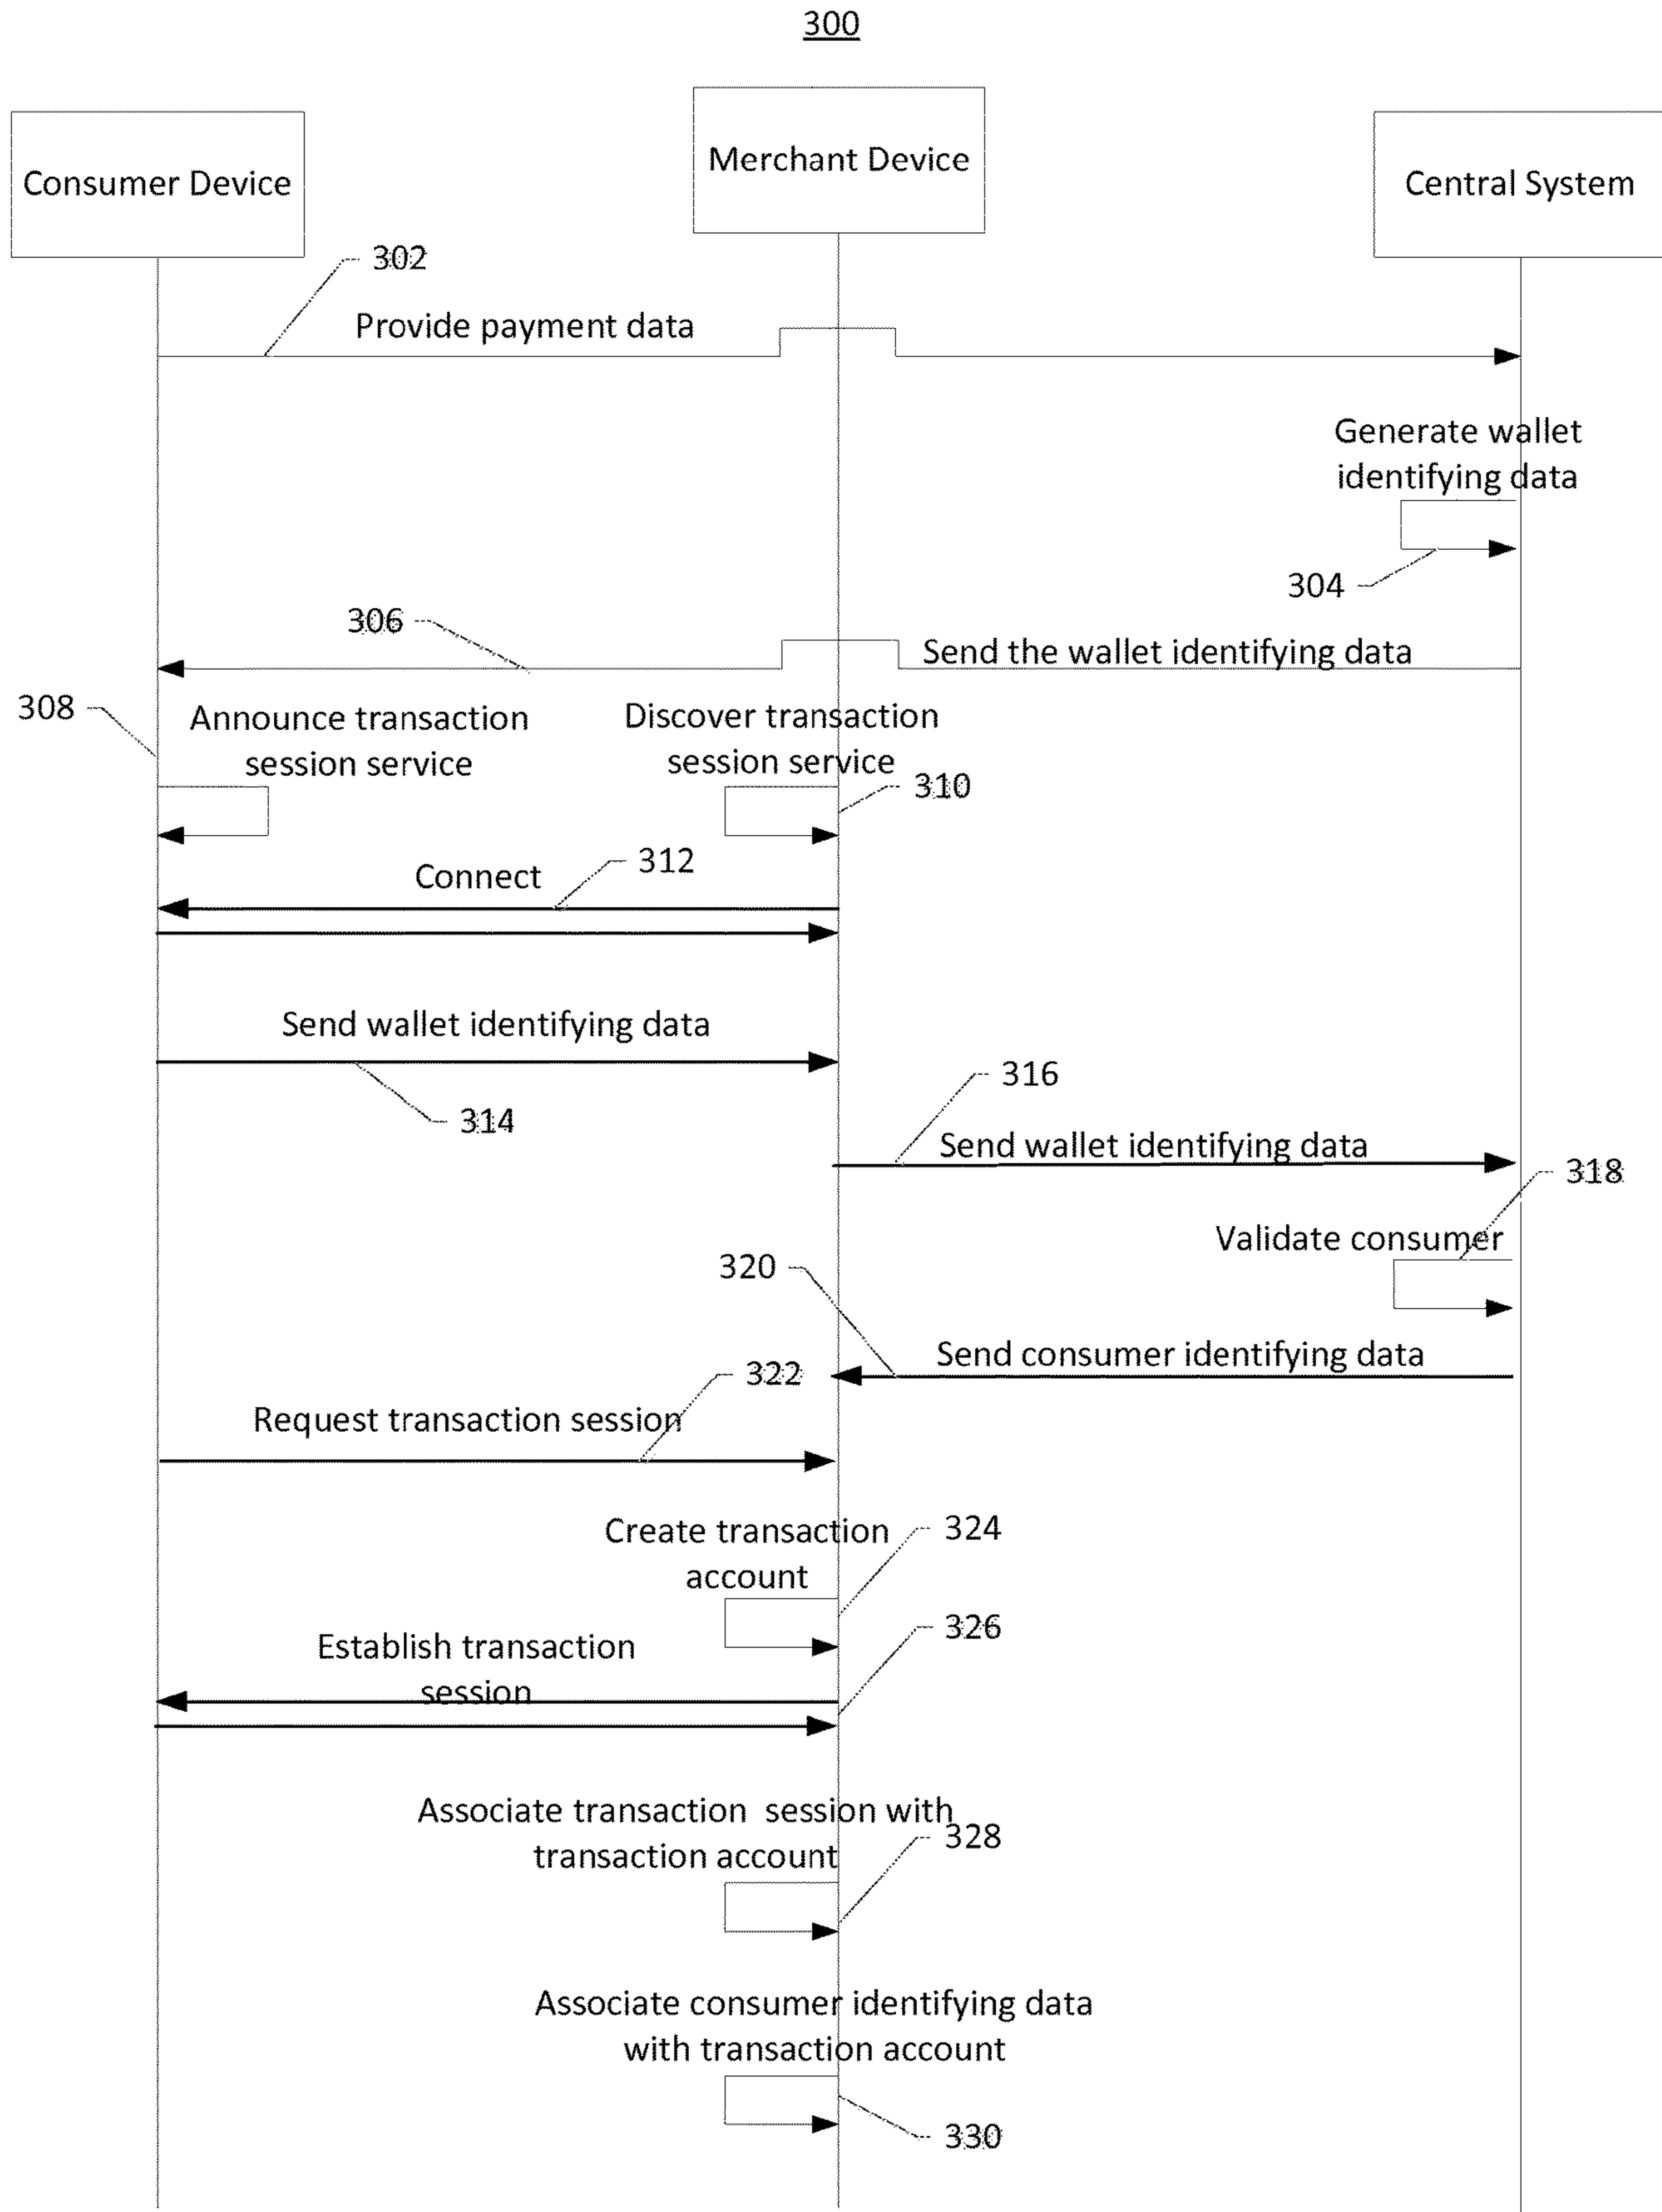 300
Consumer Device
Merchant Device
Central System
302
Provide payment data
Generate wallet
identifying data
304
306
Send the wallet identifying data
308
Announce transaction
session service
Discover transaction
session service
310
312
Connect
Send wallet identifying data
314
316
Send wallet identifying data
318
Validate consumer
320
Send consumer identifying data
322
Request transaction session
Create transaction
account
324
326
Establish transaction
session
Associate transaction session with
transaction account
328
Associate consumer identifying data
with transaction account
330